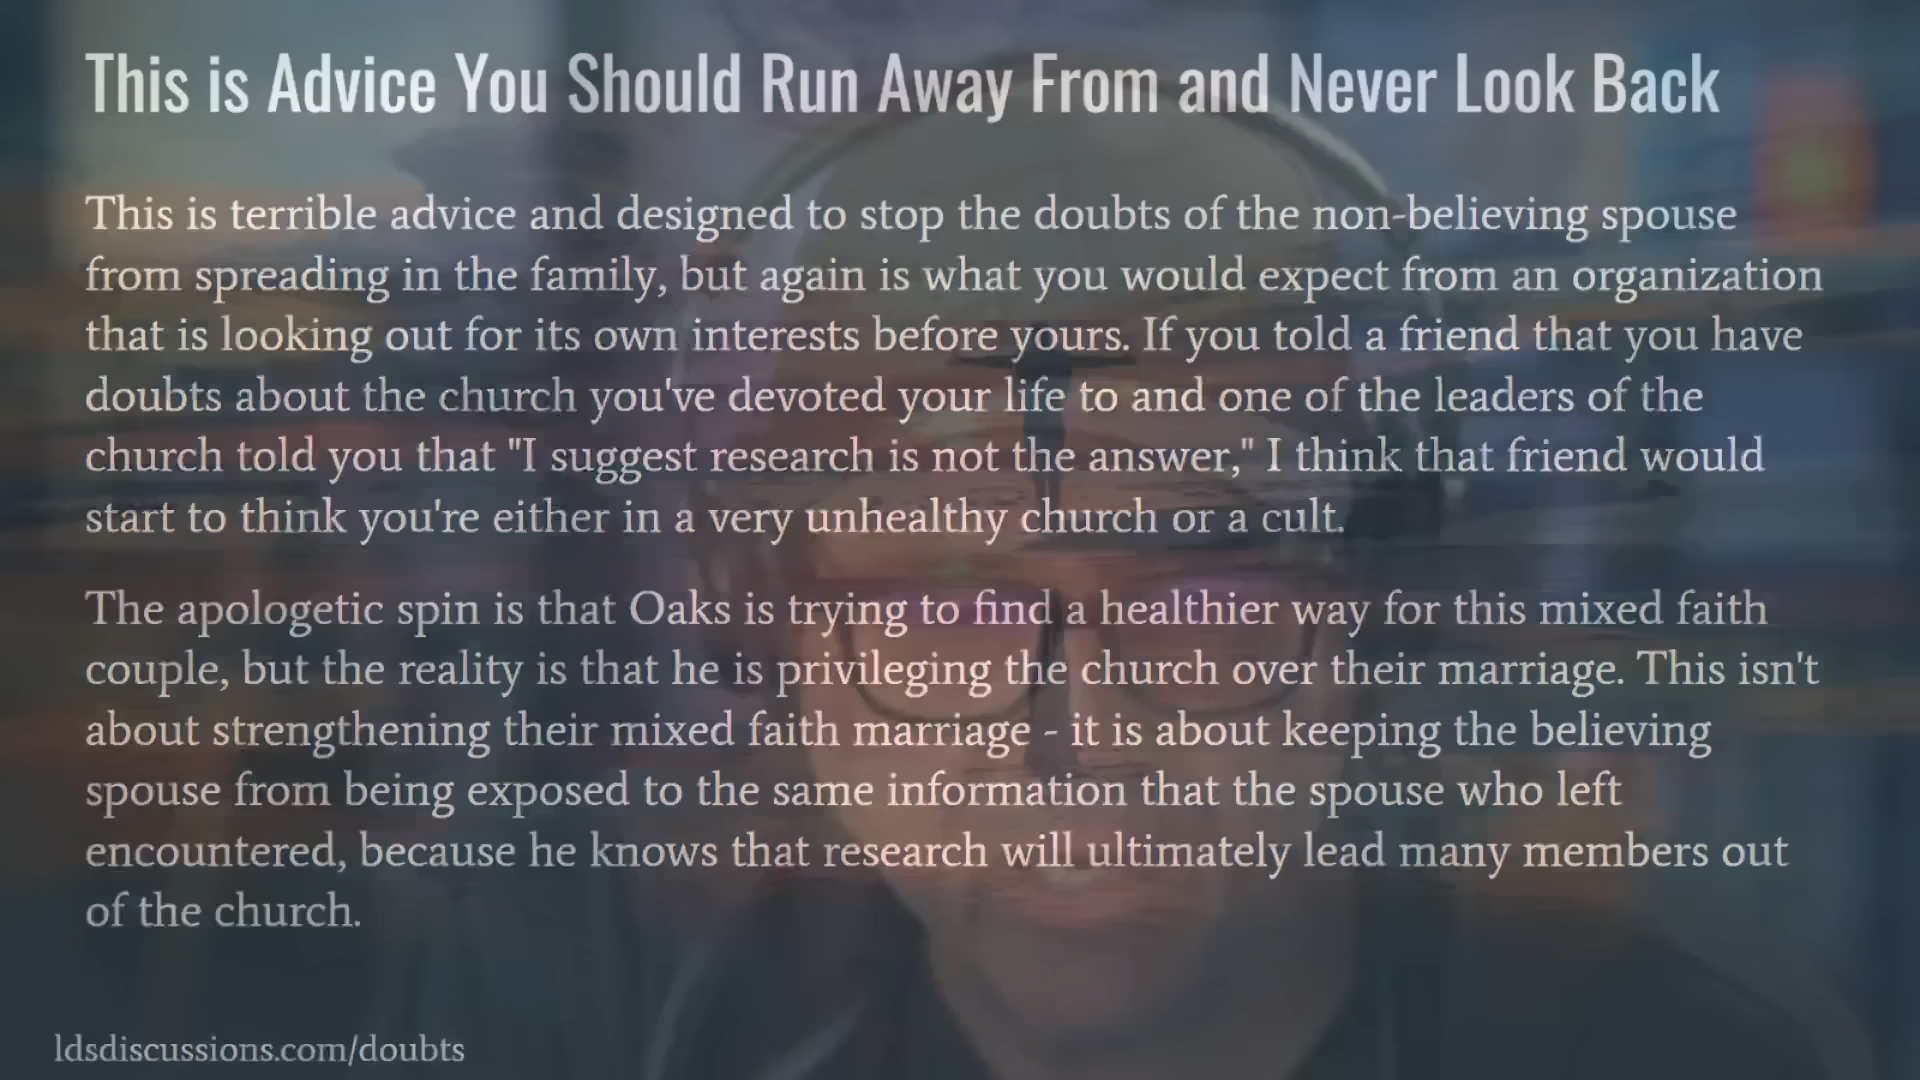 This is Advice You Should Run Away From and Never Look Back
This is terrible advice and designed to stop the doubts of the non-believing spouse
from spreading in the family, but again is what you would expect from an organization
that is looking out for its own interests before yours. If you told a friend that you have
doubts about the church you've devoted your life to and one of the leaders of the
church told you that "I suggest research is not the answer," I think that friend would
start to think you're either in a very unhealthy church or a cult.
The apologetic spin is that Oaks is trying to find a healthier way for this mixed faith
couple, but the reality is that he is privileging the church over their marriage. This isn't
about strengthening their mixed faith marriage - it is about keeping the believing
spouse from being exposed to the same information that the spouse who left
encountered, because he knows that research will ultimately lead many members out
of the church.
ldsdiscussions.com/doubts